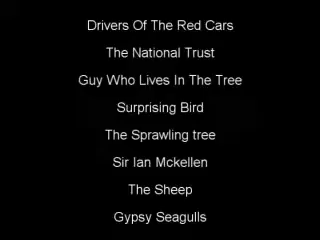 Drivers Of The Red Cars
The National Trust
Guy Who Lives In The Tree
Surprising Bird
The Sprawling tree
Sir Ian Mckellen
The Sheep
Gypsy Seagulls